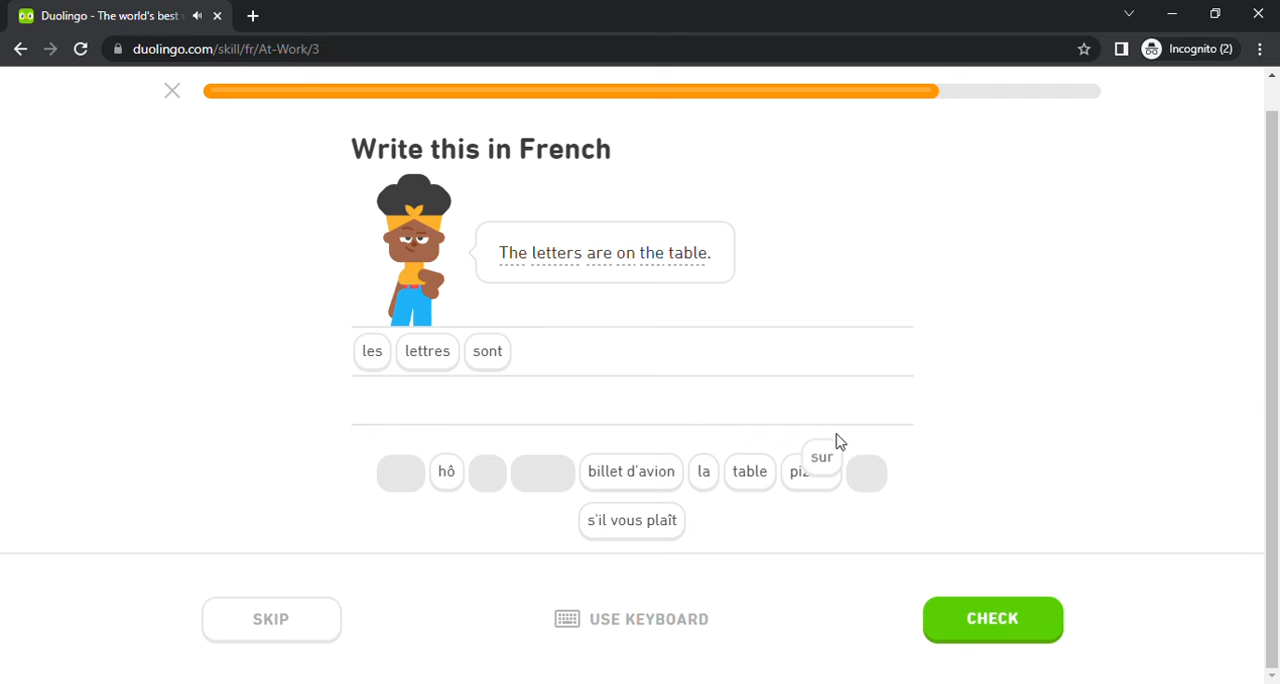 Duolingo - The world's best
duolingo.com/skill/fr/At-Work/3
Incognito (2)
Write this in French
The letters are on the table.
les lettres sont
sur
hô billet d'avion la table
s'il vous plaît
SKIP USE KEYBOARD CHECK